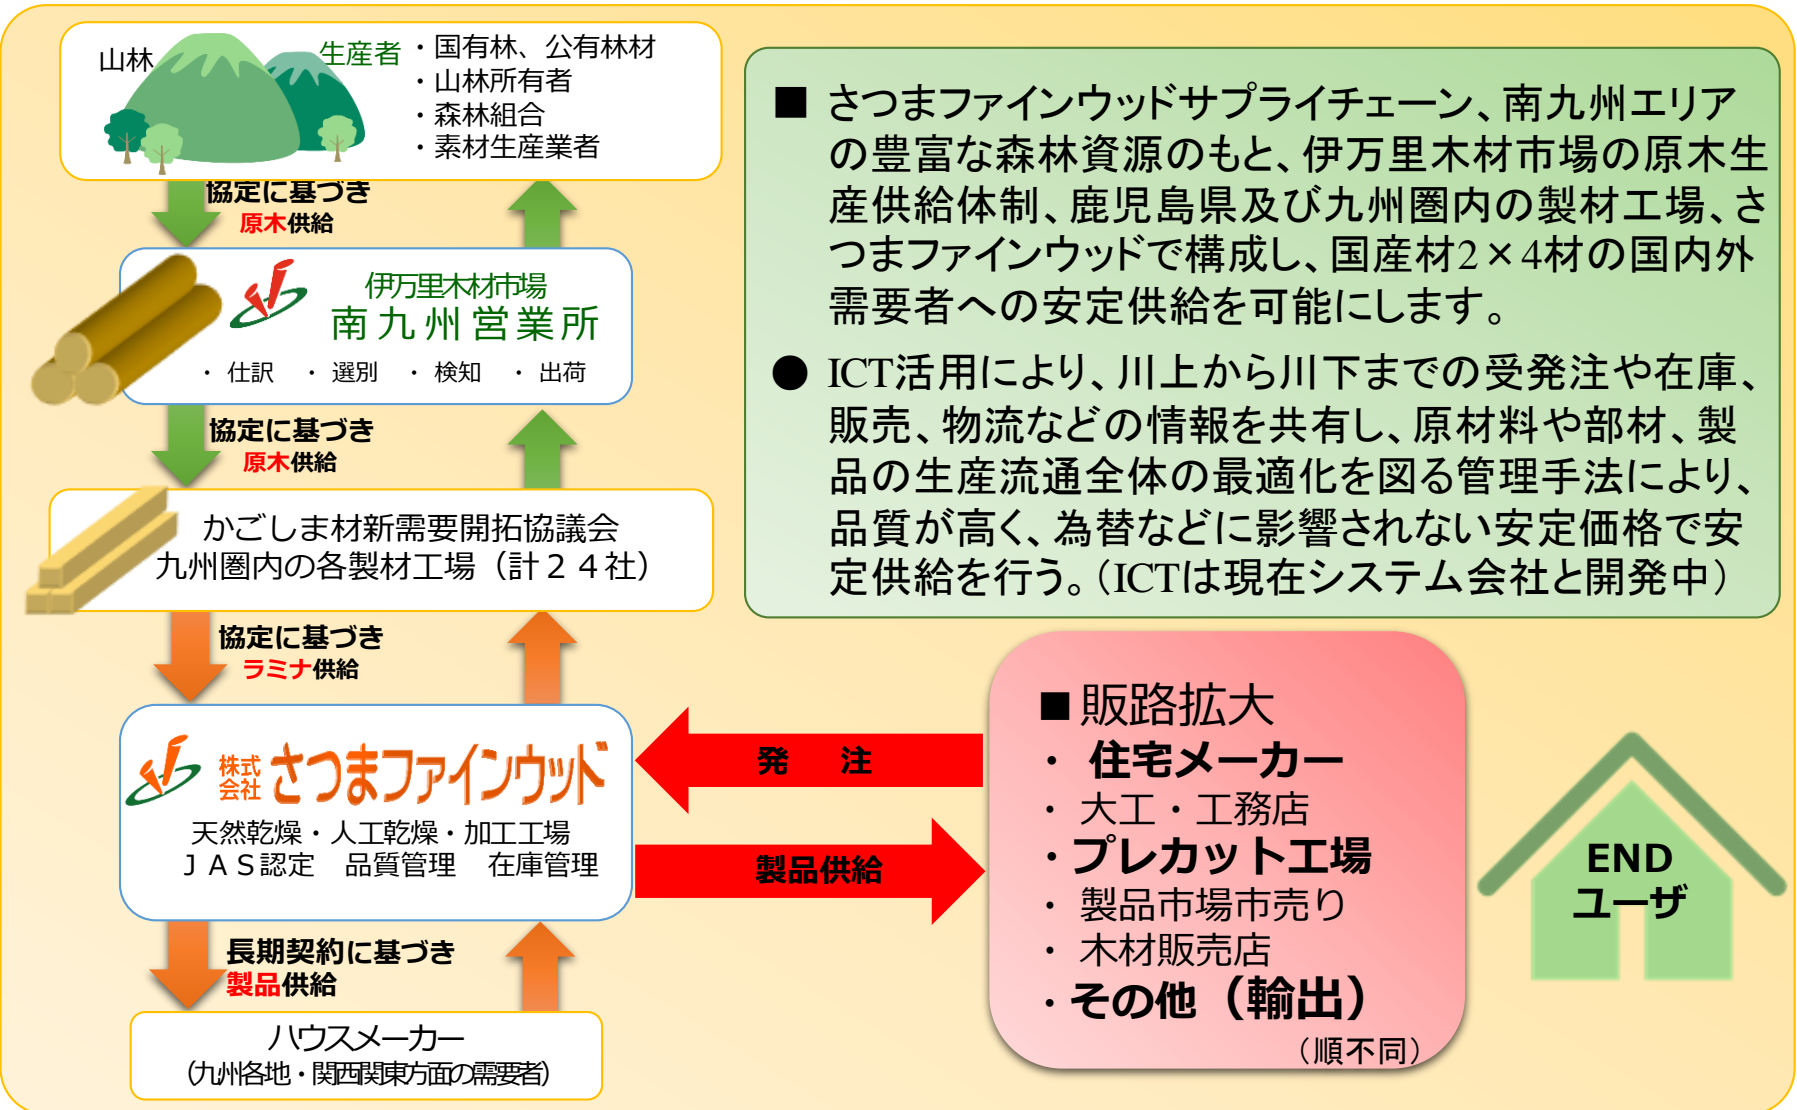 山林
生産者
・国有林、公有林材
・山林所有者
・森林組合
・素材生産業者
協定に基づき
原木供給
伊万里木材市場
南九州営業所
・ 仕訳 ・ 選別 ・ 検知 ・ 出荷
協定に基づき
原木供給
かごしま材新需要開拓協議会
九州圏内の各製材工場（計２４社）
協定に基づき
ラミナ供給
株式会社 さつまファインウッド
天然乾燥・人工乾燥・加工工場
ＪＡＳ認定 品質管理 在庫管理
長期契約に基づき
製品供給
ハウスメーカー
（九州各地・関西関東方面の需要者）
■ さつまファインウッドサプライチェーン、南九州エリア
の豊富な森林資源のもと、伊万里木材市場の原木生
産供給体制、鹿児島県及び九州圏内の製材工場、さ
つまファインウッドで構成し、国産材2×4材の国内外
需要者への安定供給を可能にします。
● ICT活用により、川上から川下までの受発注や在庫、
販売、物流などの情報を共有し、原材料や部材、製
品の生産流通全体の最適化を図る管理手法により、
品質が高く、為替などに影響されない安定価格で安
定供給を行う。（ICTは現在システム会社と開発中）
発 注
製品供給
■販路拡大
・ 住宅メーカー
・ 大工・工務店
・プレカット工場
・ 製品市場市売り
・ 木材販売店
・その他（輸出）
（順不同）
END
ユーザ